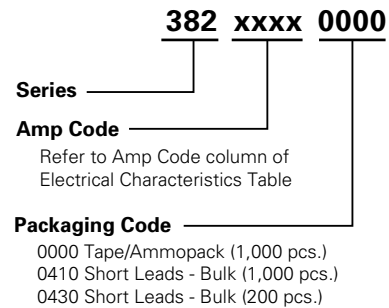 382 xxxx 0000
Series
Amp Code
Refer to Amp Code column of
Electrical Characteristics Table
Packaging Code
0000 Tape/Ammopack (1,000 pcs.)
0410 Short Leads - Bulk (1,000 pcs.)
0430 Short Leads - Bulk (200 pcs.)